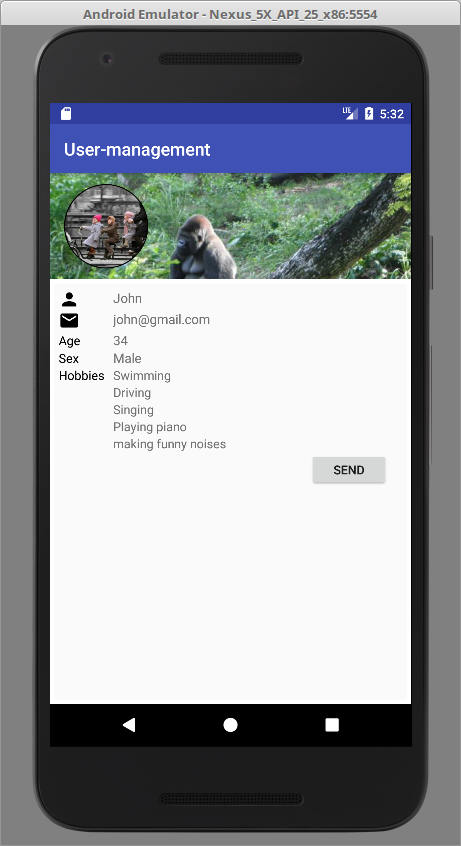 Android Emulator - Nexus_5X_API_25_x86:5554
LTE 5:32
User-management
John
john@gmail.com
Age 34
Sex Male
Hobbies Swimming
Driving
Singing
Playing piano
making funny noises
SEND